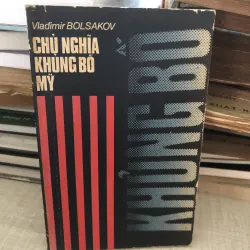 Vladimir BOLSAKOV
CHỦ NGHĨA
KHỦNG BỐ
MỸ
KHỦNG BỐ